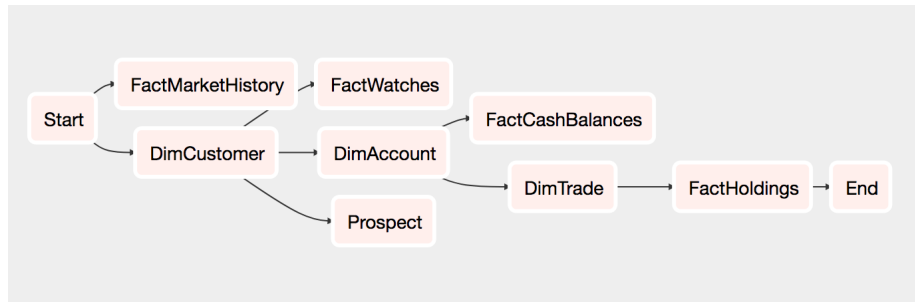 Start
FactMarketHistory
FactWatches
FactCashBalances
DimCustomer
DimAccount
DimTrade
FactHoldings
End
Prospect